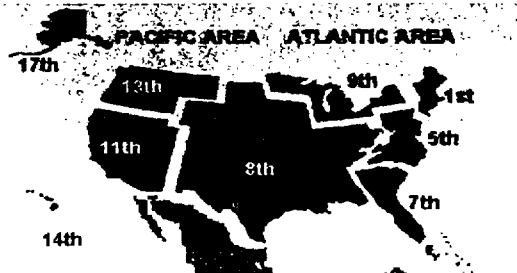 PACIFIC AREA ATLANTIC AREA
17th
13th
9th
1st
11th
8th
5th
7th
14th